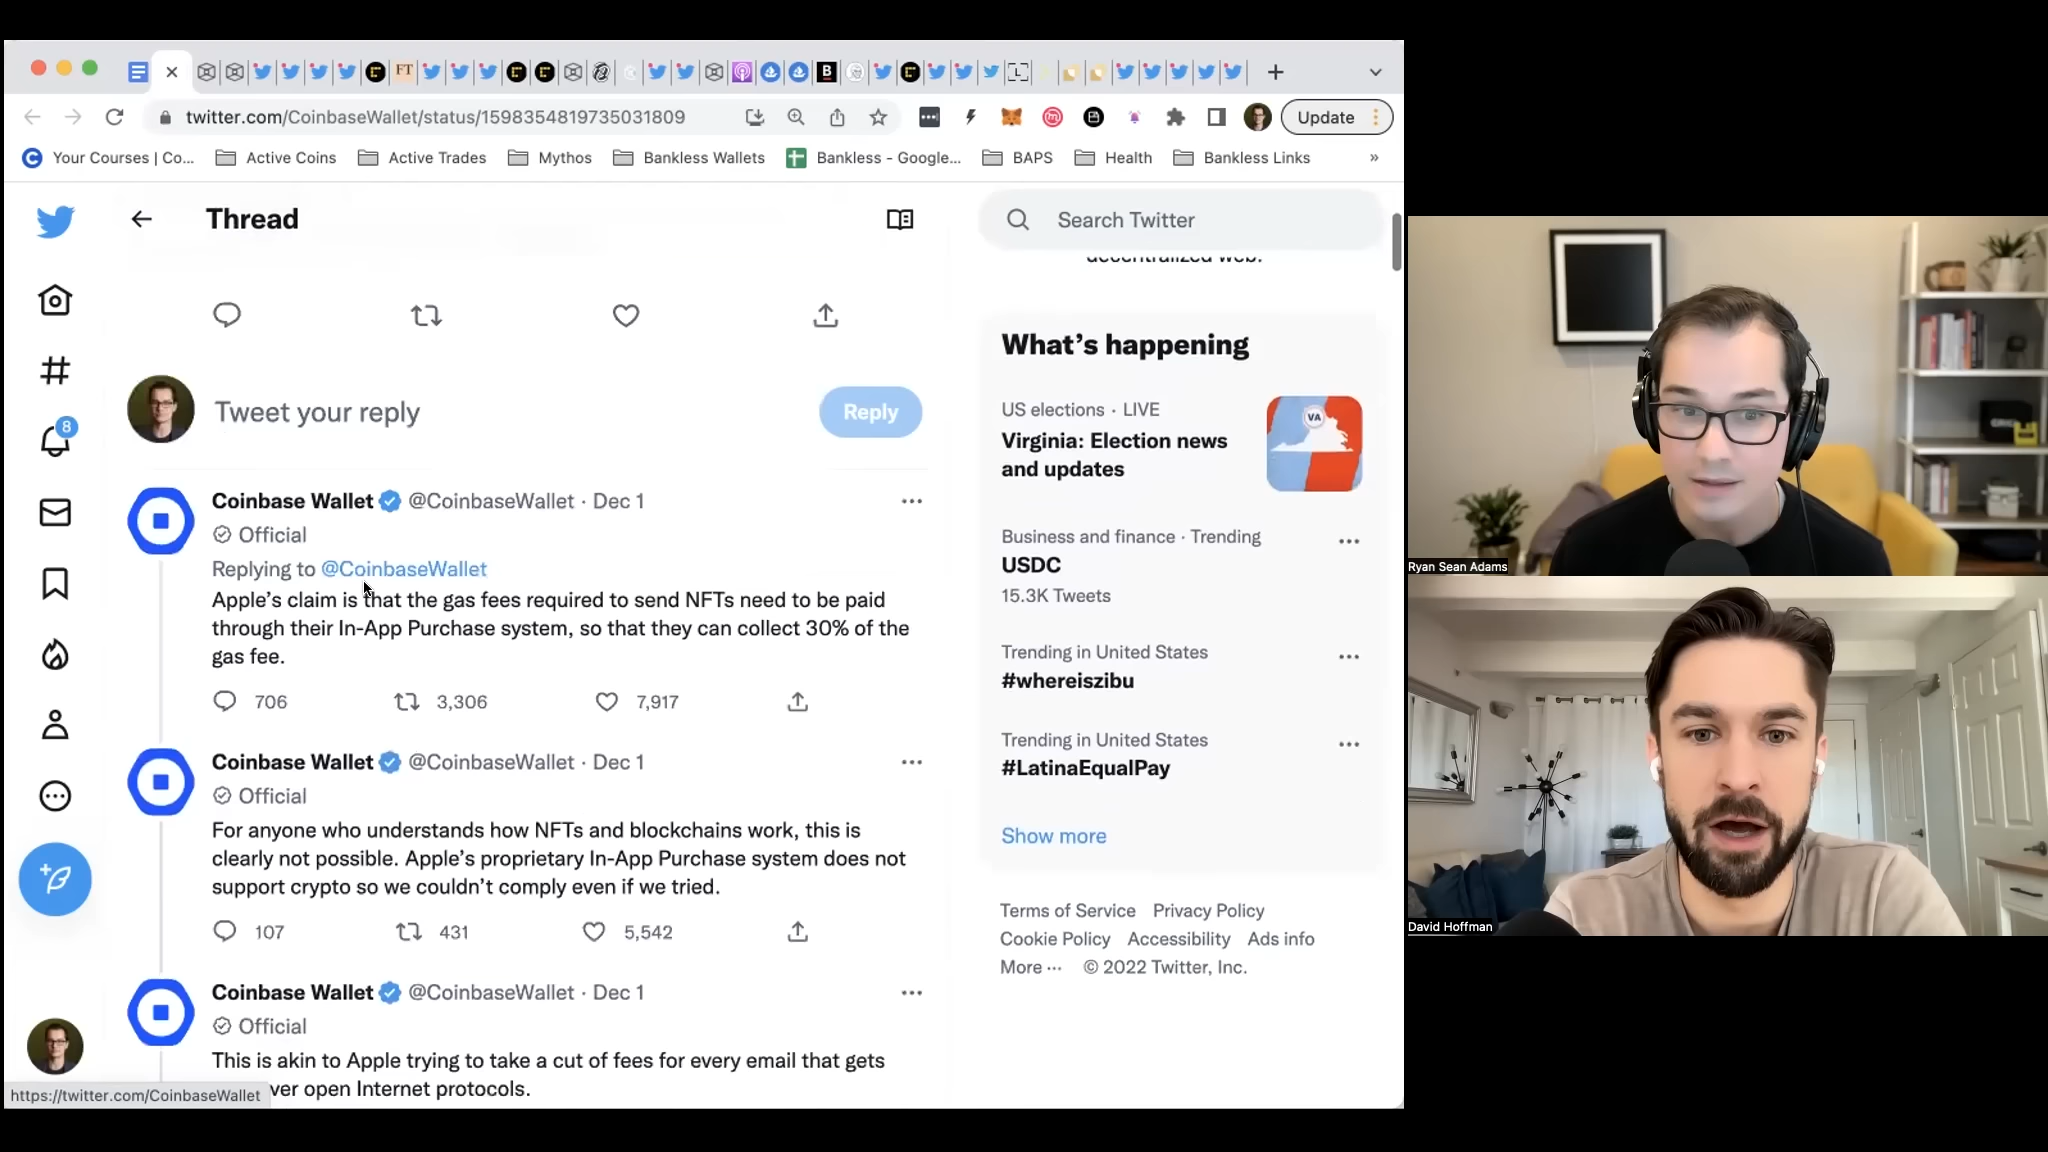 FT
B
L
twitter.com/CoinbaseWallet/status/1598354819735031809
Update
Your Courses | Co...
Active Coins
Active Trades
Mythos
Bankless Wallets
Bankless - Google...
BAPS
Health
Bankless Links
»
Thread
Search Twitter
decentralized web.
What's happening
US elections · LIVE
Virginia: Election news
and updates
VA
Business and finance · Trending
USDC
15.3K Tweets
Trending in United States
#whereiszibu
Trending in United States
#LatinaEqualPay
Show more
Terms of Service Privacy Policy
Cookie Policy Accessibility Ads info
More ··· © 2022 Twitter, Inc.
8
Tweet your reply
Reply
Coinbase Wallet @CoinbaseWallet · Dec 1
Official
Replying to @CoinbaseWallet
Apple's claim is that the gas fees required to send NFTs need to be paid
through their In-App Purchase system, so that they can collect 30% of the
gas fee.
706 3,306 7,917
Coinbase Wallet @CoinbaseWallet · Dec 1
Official
For anyone who understands how NFTs and blockchains work, this is
clearly not possible. Apple's proprietary In-App Purchase system does not
support crypto so we couldn't comply even if we tried.
107 431 5,542
Coinbase Wallet @CoinbaseWallet · Dec 1
Official
This is akin to Apple trying to take a cut of fees for every email that gets
ver open Internet protocols.
https://twitter.com/CoinbaseWallet
Ryan Sean Adams
David Hoffman